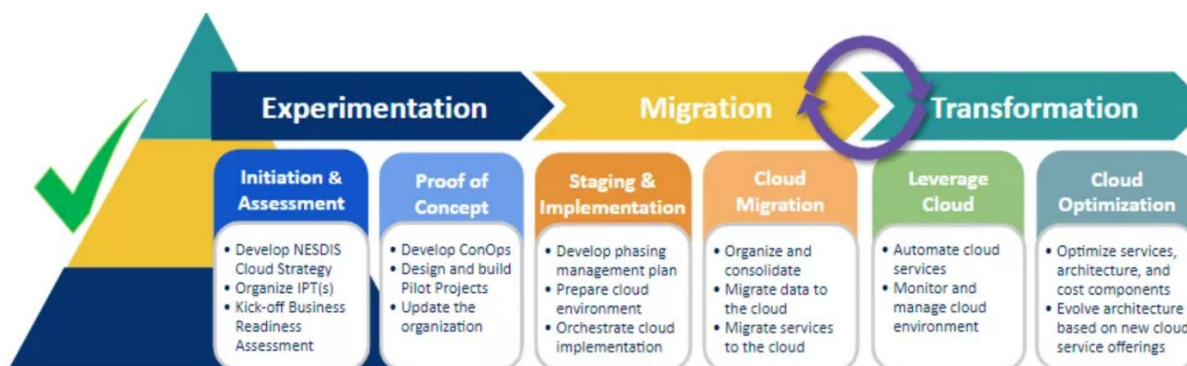 Experimentation
Migration
Transformation
Initiation &
Assessment
• Develop NESDIS
Cloud Strategy
• Organize IPT(s)
• Kick-off Business
Readiness
Assessment
Proof of
Concept
• Develop ConOps
• Design and build
Pilot Projects
• Update the
organization
Staging &
Implementation
• Develop phasing
management plan
• Prepare cloud
environment
• Orchestrate cloud
implementation
Cloud
Migration
• Organize and
consolidate
• Migrate data to
the cloud
• Migrate services
to the cloud
Leverage
Cloud
• Automate cloud
services
• Monitor and
manage cloud
environment
Cloud
Optimization
• Optimize services,
architecture, and
cost components
• Evolve architecture
based on new cloud
service offerings